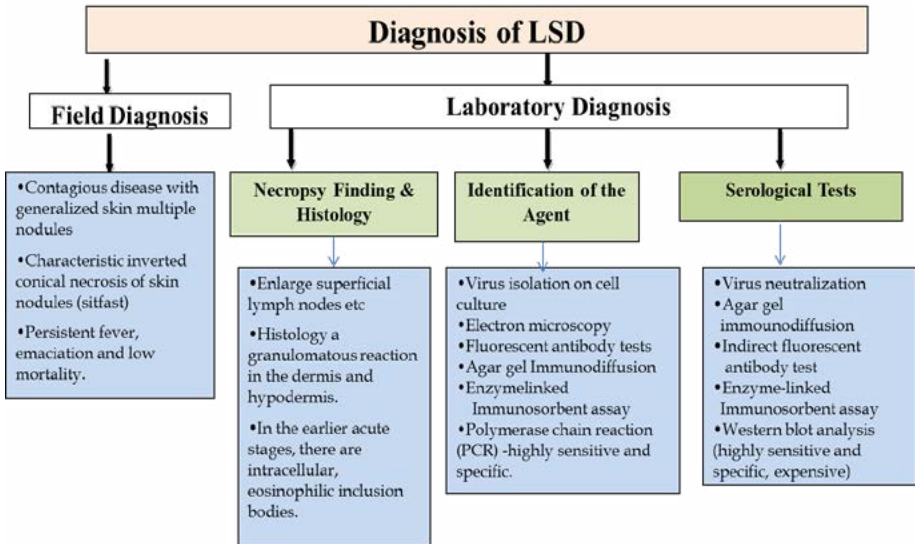 Diagnosis of LSD
Field Diagnosis
Laboratory Diagnosis
•Contagious disease with
generalized skin multiple
nodules
•Characteristic inverted
conical necrosis of skin
nodules (sitfast)
•Persistent fever,
emaciation and low
mortality.
Necropsy Finding &
Histology
•Enlarge superficial
lymph nodes etc
•Histology a
granulomatous reaction
in the dermis and
hypodermis.
•In the earlier acute
stages, there are
intracellular,
eosinophilic inclusion
bodies.
Identification of the
Agent
•Virus isolation on cell
culture
•Electron microscopy
•Fluorescent antibody tests
•Agar gel Immunodiffusion
•Enzymelinked
Immunosorbent assay
•Polymerase chain reaction
(PCR) -highly sensitive and
specific.
Serological Tests
•Virus neutralization
•Agar gel
immounodiffusion
•Indirect fluorescent
antibody test
•Enzyme-linked
Immunosorbent assay
•Western blot analysis
(highly sensitive and
specific, expensive)